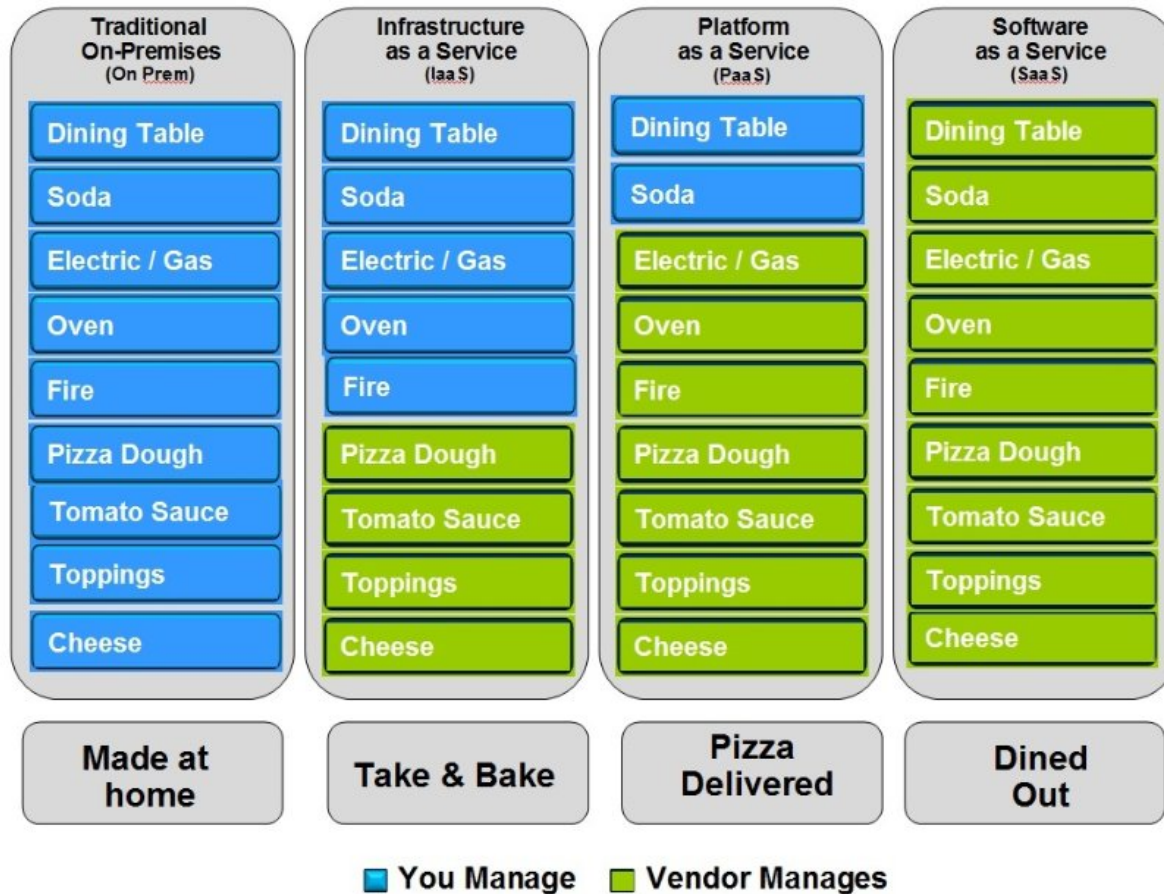 Traditional
On-Premises
(On Prem)
Dining Table
Soda
Electric / Gas
Oven
Fire
Pizza Dough
Tomato Sauce
Toppings
Cheese
Made at
home
Infrastructure
as a Service
(IaaS)
Dining Table
Soda
Electric / Gas
Oven
Fire
Pizza Dough
Tomato Sauce
Toppings
Cheese
Take & Bake
Platform
as a Service
(PaaS)
Dining Table
Soda
Electric / Gas
Oven
Fire
Pizza Dough
Tomato Sauce
Toppings
Cheese
Pizza
Delivered
Software
as a Service
(SaaS)
Dining Table
Soda
Electric / Gas
Oven
Fire
Pizza Dough
Tomato Sauce
Toppings
Cheese
Dined
Out
You Manage
Vendor Manages